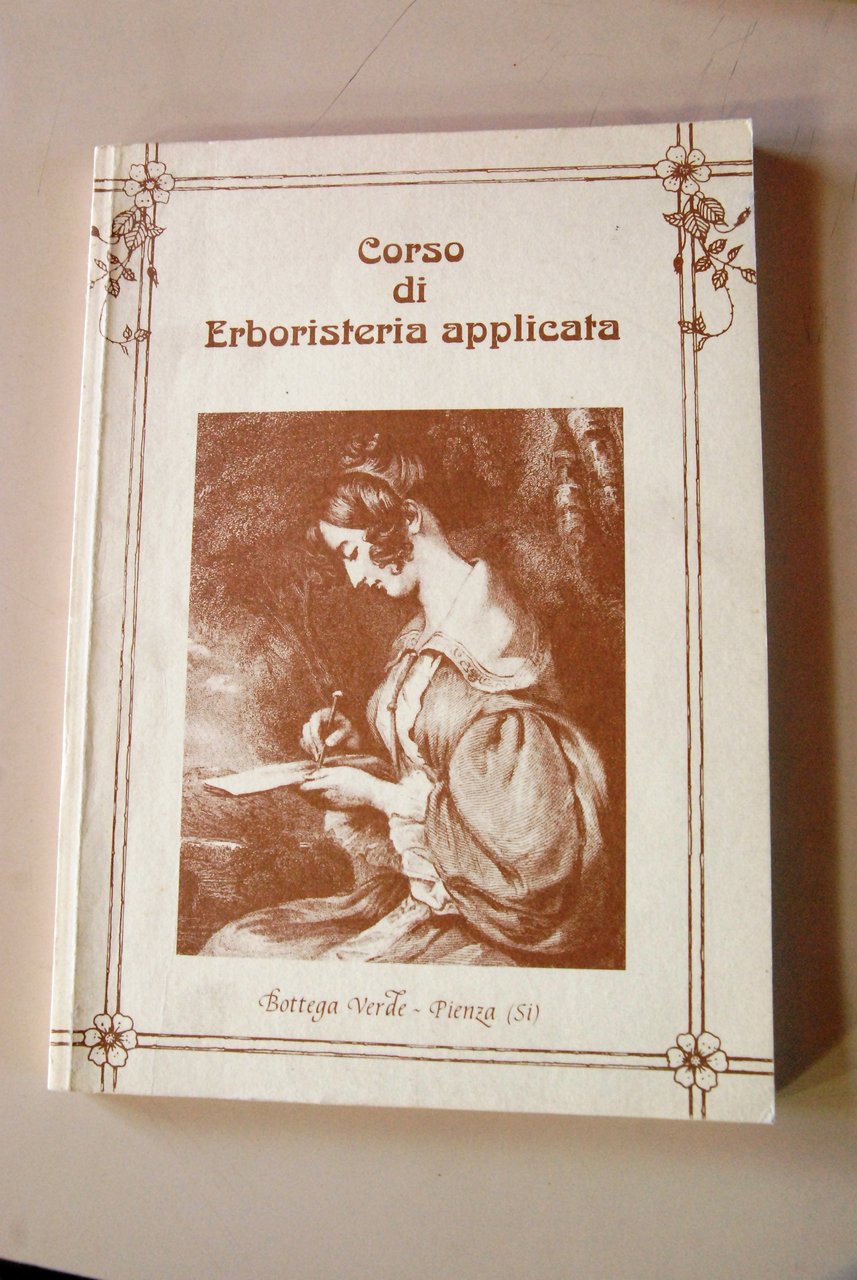 Corso
di
Erboristeria applicata
Bottega Verde - Pienza (Si)